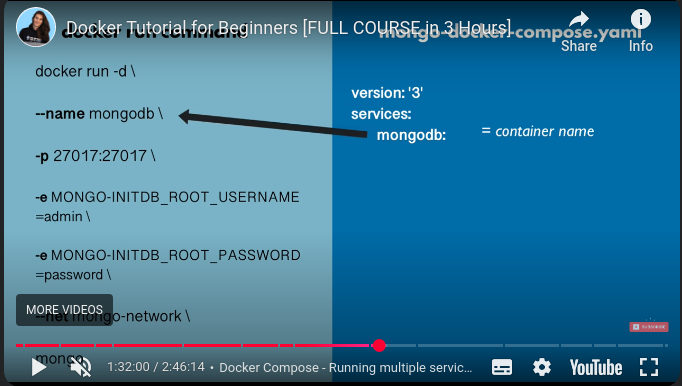 Docker Tutorial for Beginners [FULL COURSE in 3 Hours]
docker run command
mongo-docker-compose.yaml
Share
Info
docker run -d \
--name mongodb \
-p 27017:27017 \
-e MONGO-INITDB_ROOT_USERNAME
=admin \
-e MONGO-INITDB_ROOT_PASSWORD
=password \
--net mongo-network \
mongo
version: '3'
services:
mongodb:
= container name
MORE VIDEOS
SUBSCRIBE
1:32:00 / 2:46:14 • Docker Compose - Running multiple servic...
YouTube